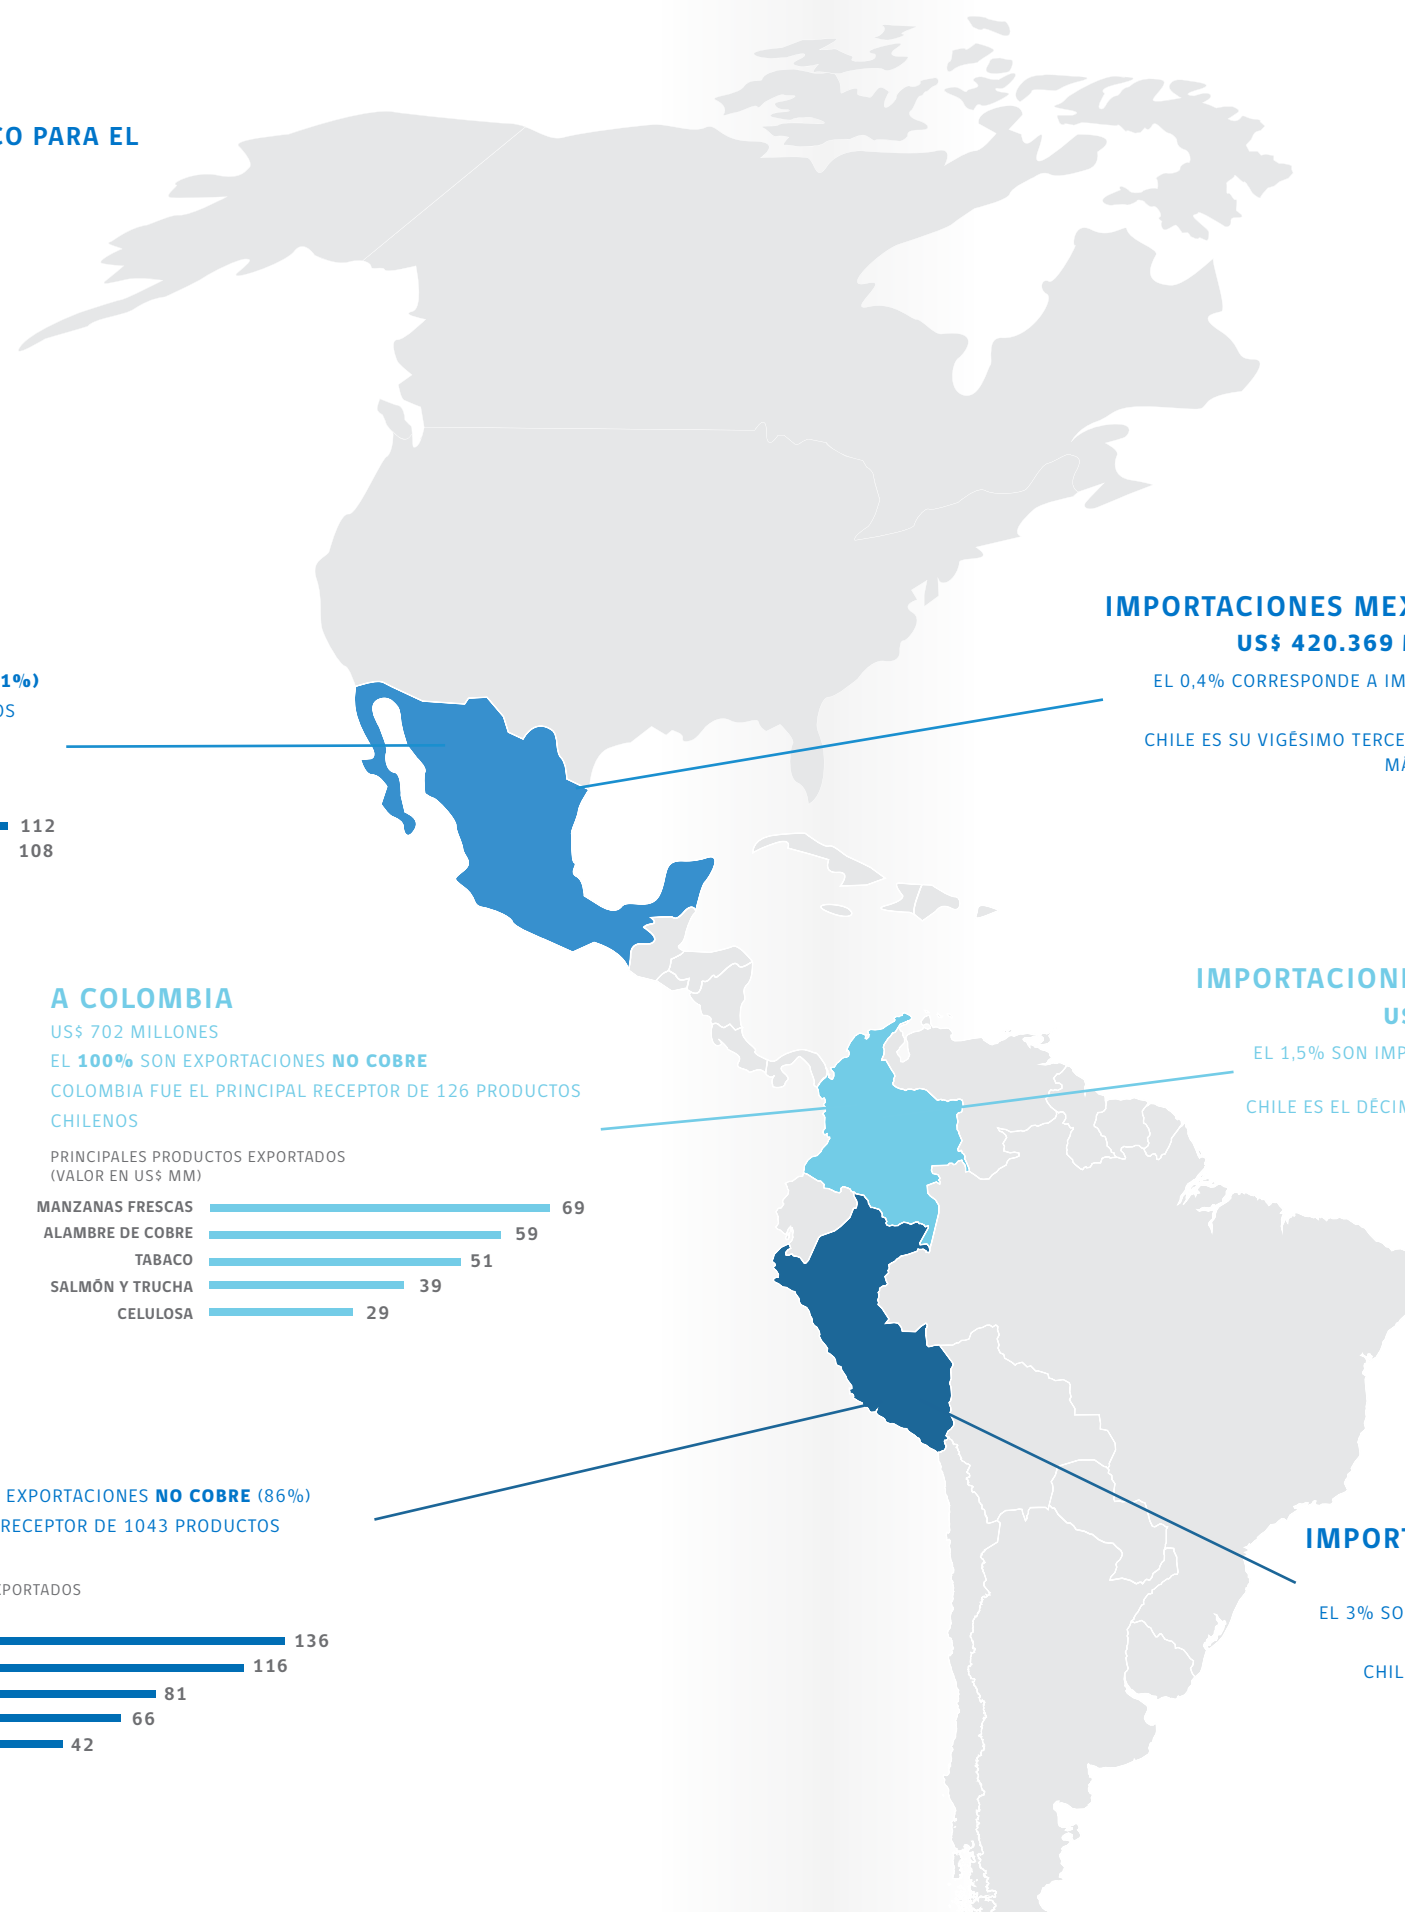 CO PARA EL
IMPORTACIONES MEX
US$ 420.369
EL 0,4% CORRESPONDE A IM
CHILE ES SU VIGÉSIMO TERCE
MÁ
1%)
OS
112
108
A COLOMBIA
US$ 702 MILLONES
EL 100% SON EXPORTACIONES NO COBRE
COLOMBIA FUE EL PRINCIPAL RECEPTOR DE 126 PRODUCTOS
CHILENOS
PRINCIPALES PRODUCTOS EXPORTADOS
(VALOR EN US$ MM)
MANZANAS FRESCAS 69
ALAMBRE DE COBRE 59
TABACO 51
SALMÓN Y TRUCHA 39
CELULOSA 29
IMPORTACION
US
EL 1,5% SON IMP
CHILE ES EL DÉCIM
EXPORTACIONES NO COBRE (86%)
RECEPTOR DE 1043 PRODUCTOS
XPORTADOS
136
116
81
66
42
IMPORT
EL 3% SO
CHIL